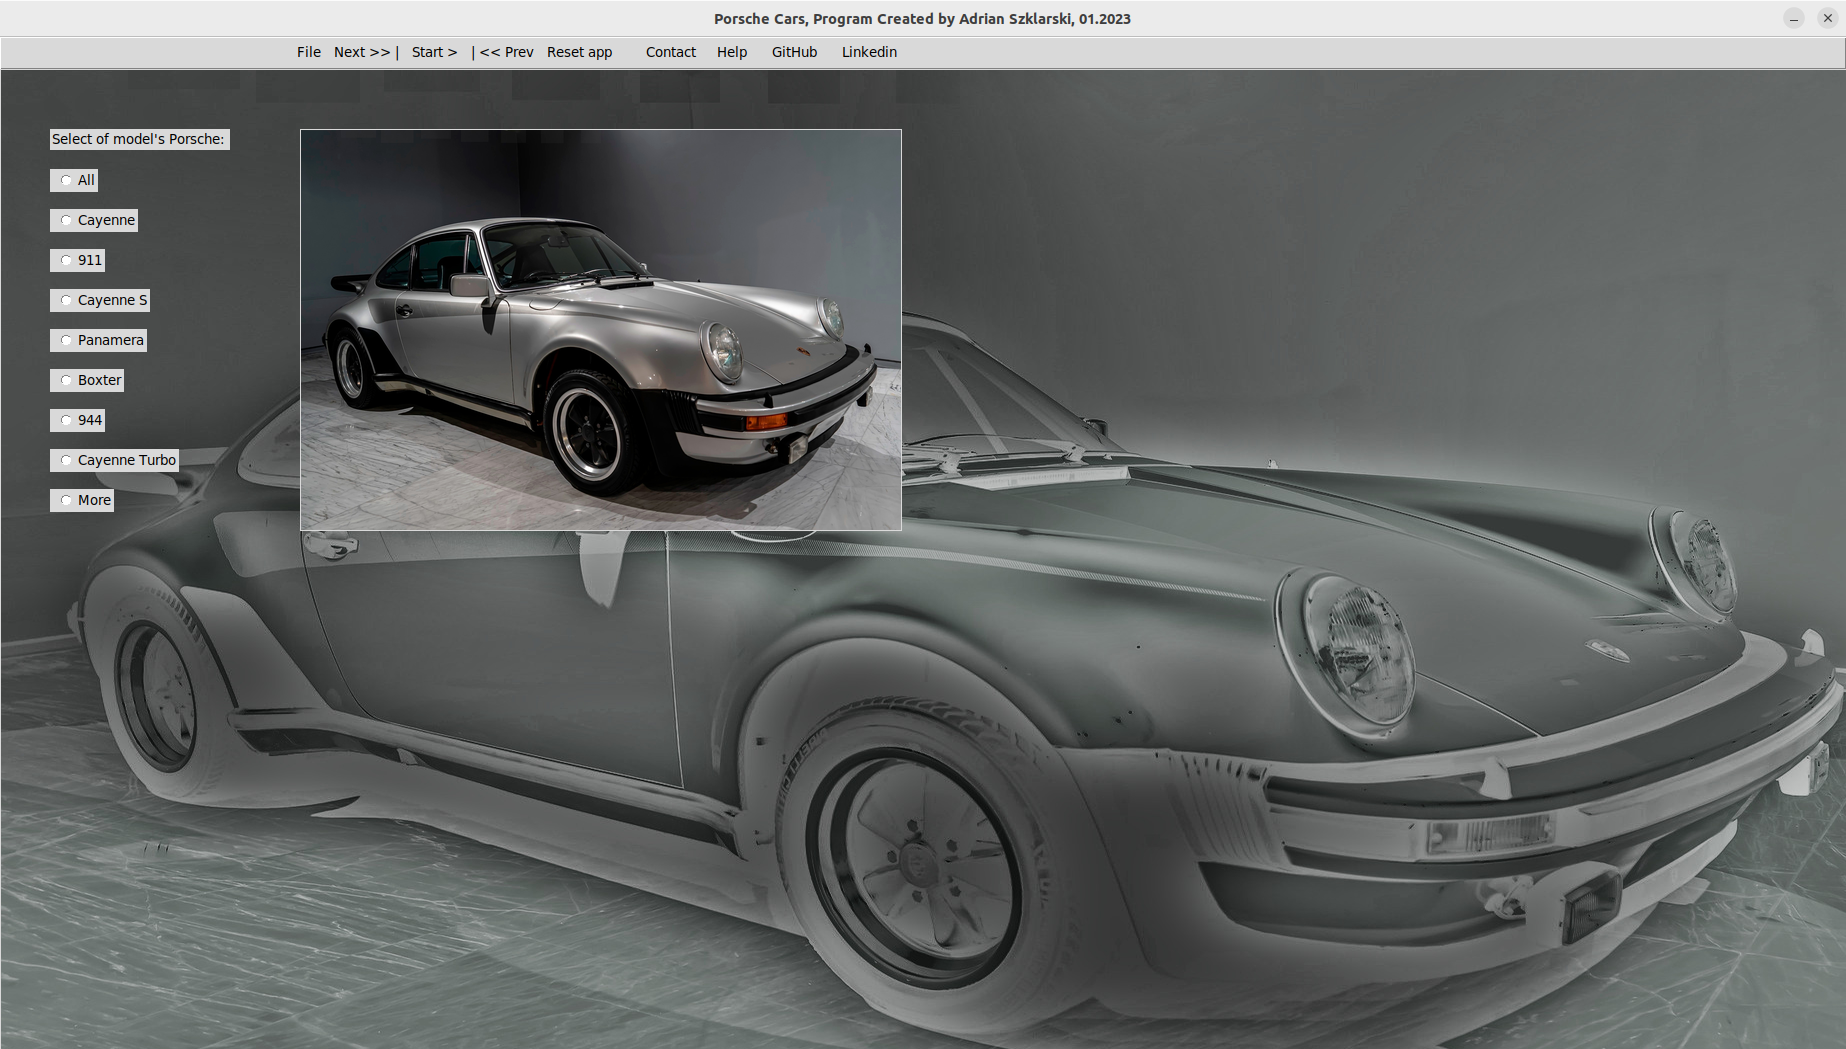 Porsche Cars, Program Created by Adrian Szklarski, 01.2023
File Next >> | Start > | << Prev Reset app Contact Help GitHub Linkedin
Select of model's Porsche:
All
Cayenne
911
Cayenne S
Panamera
Boxter
944
Cayenne Turbo
More